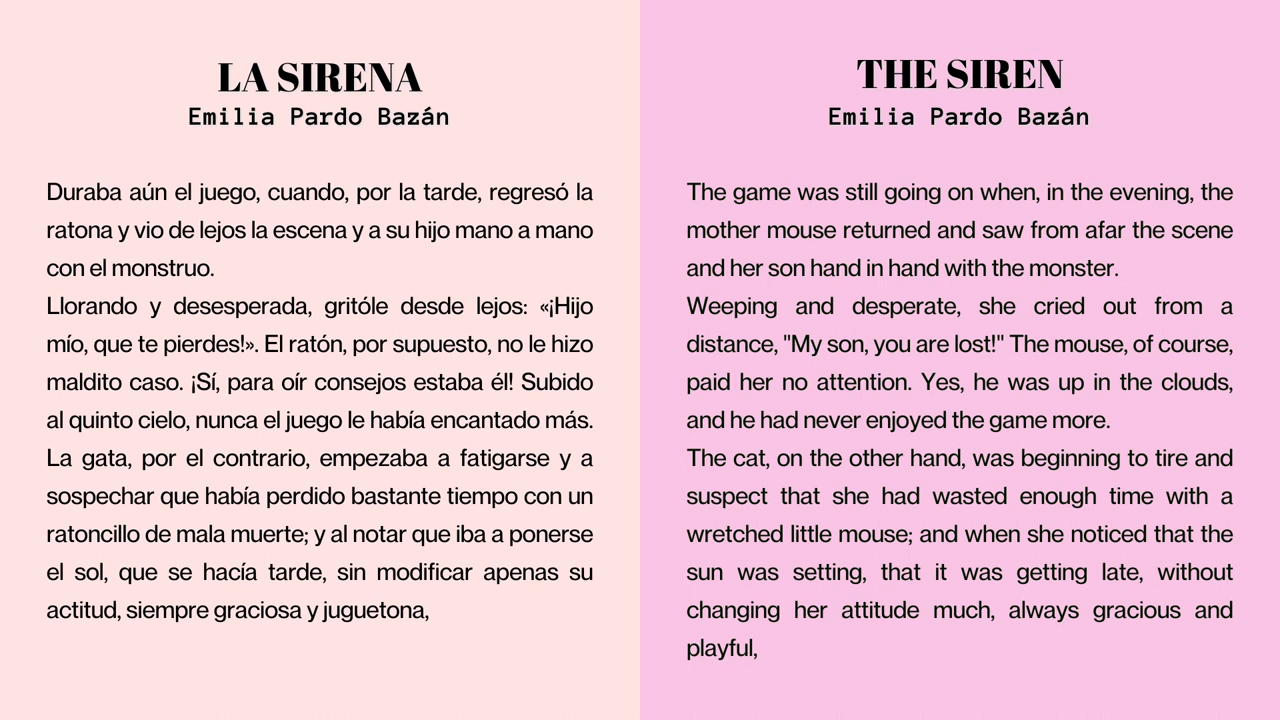 LA SIRENA
Emilia Pardo Bazán
Duraba aún el juego, cuando, por la tarde, regresó la
ratona y vio de lejos la escena y a su hijo mano a mano
con el monstruo.
Llorando y desesperada, gritóle desde lejos: «¡Hijo
mío, que te pierdes!». El ratón, por supuesto, no le hizo
maldito caso. ¡Sí, para oír consejos estaba él! Subido
al quinto cielo, nunca el juego le había encantado más.
La gata, por el contrario, empezaba a fatigarse y a
sospechar que había perdido bastante tiempo con un
ratoncillo de mala muerte; y al notar que iba a ponerse
el sol, que se hacía tarde, sin modificar apenas su
actitud, siempre graciosa y juguetona,
THE SIREN
Emilia Pardo Bazán
The game was still going on when, in the evening, the
mother mouse returned and saw from afar the scene
and her son hand in hand with the monster.
Weeping and desperate, she cried out from a
distance, "My son, you are lost!" The mouse, of course,
paid her no attention. Yes, he was up in the clouds,
and he had never enjoyed the game more.
The cat, on the other hand, was beginning to tire and
suspect that she had wasted enough time with a
wretched little mouse; and when she noticed that the
sun was setting, that it was getting late, without
changing her attitude much, always gracious and
playful,